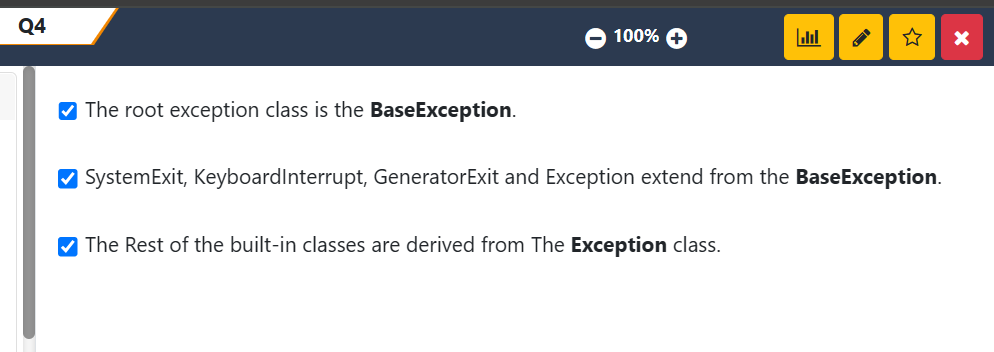 Q4
100%
The root exception class is the BaseException.
SystemExit, KeyboardInterrupt, GeneratorExit and Exception extend from the BaseException.
The Rest of the built-in classes are derived from The Exception class.